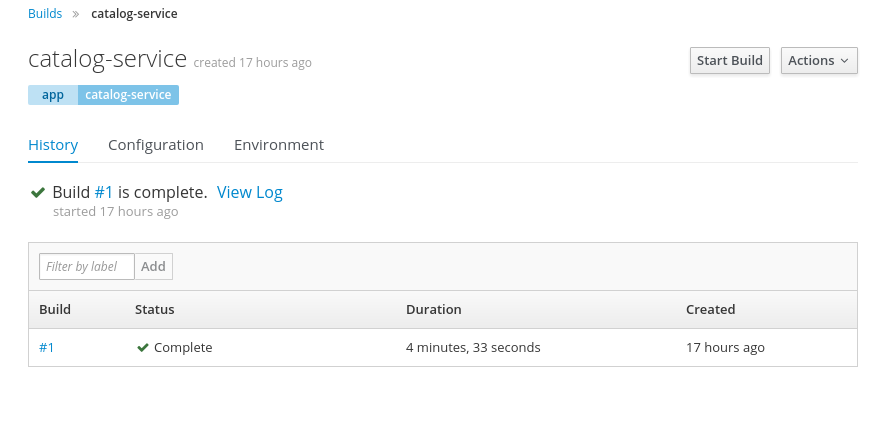 Builds » catalog-service
catalog-service created 17 hours ago
Start Build Actions
app catalog-service
History Configuration Environment
Build #1 is complete. View Log
started 17 hours ago
Filter by label Add
Build Status Duration Created
#1 Complete 4 minutes, 33 seconds 17 hours ago